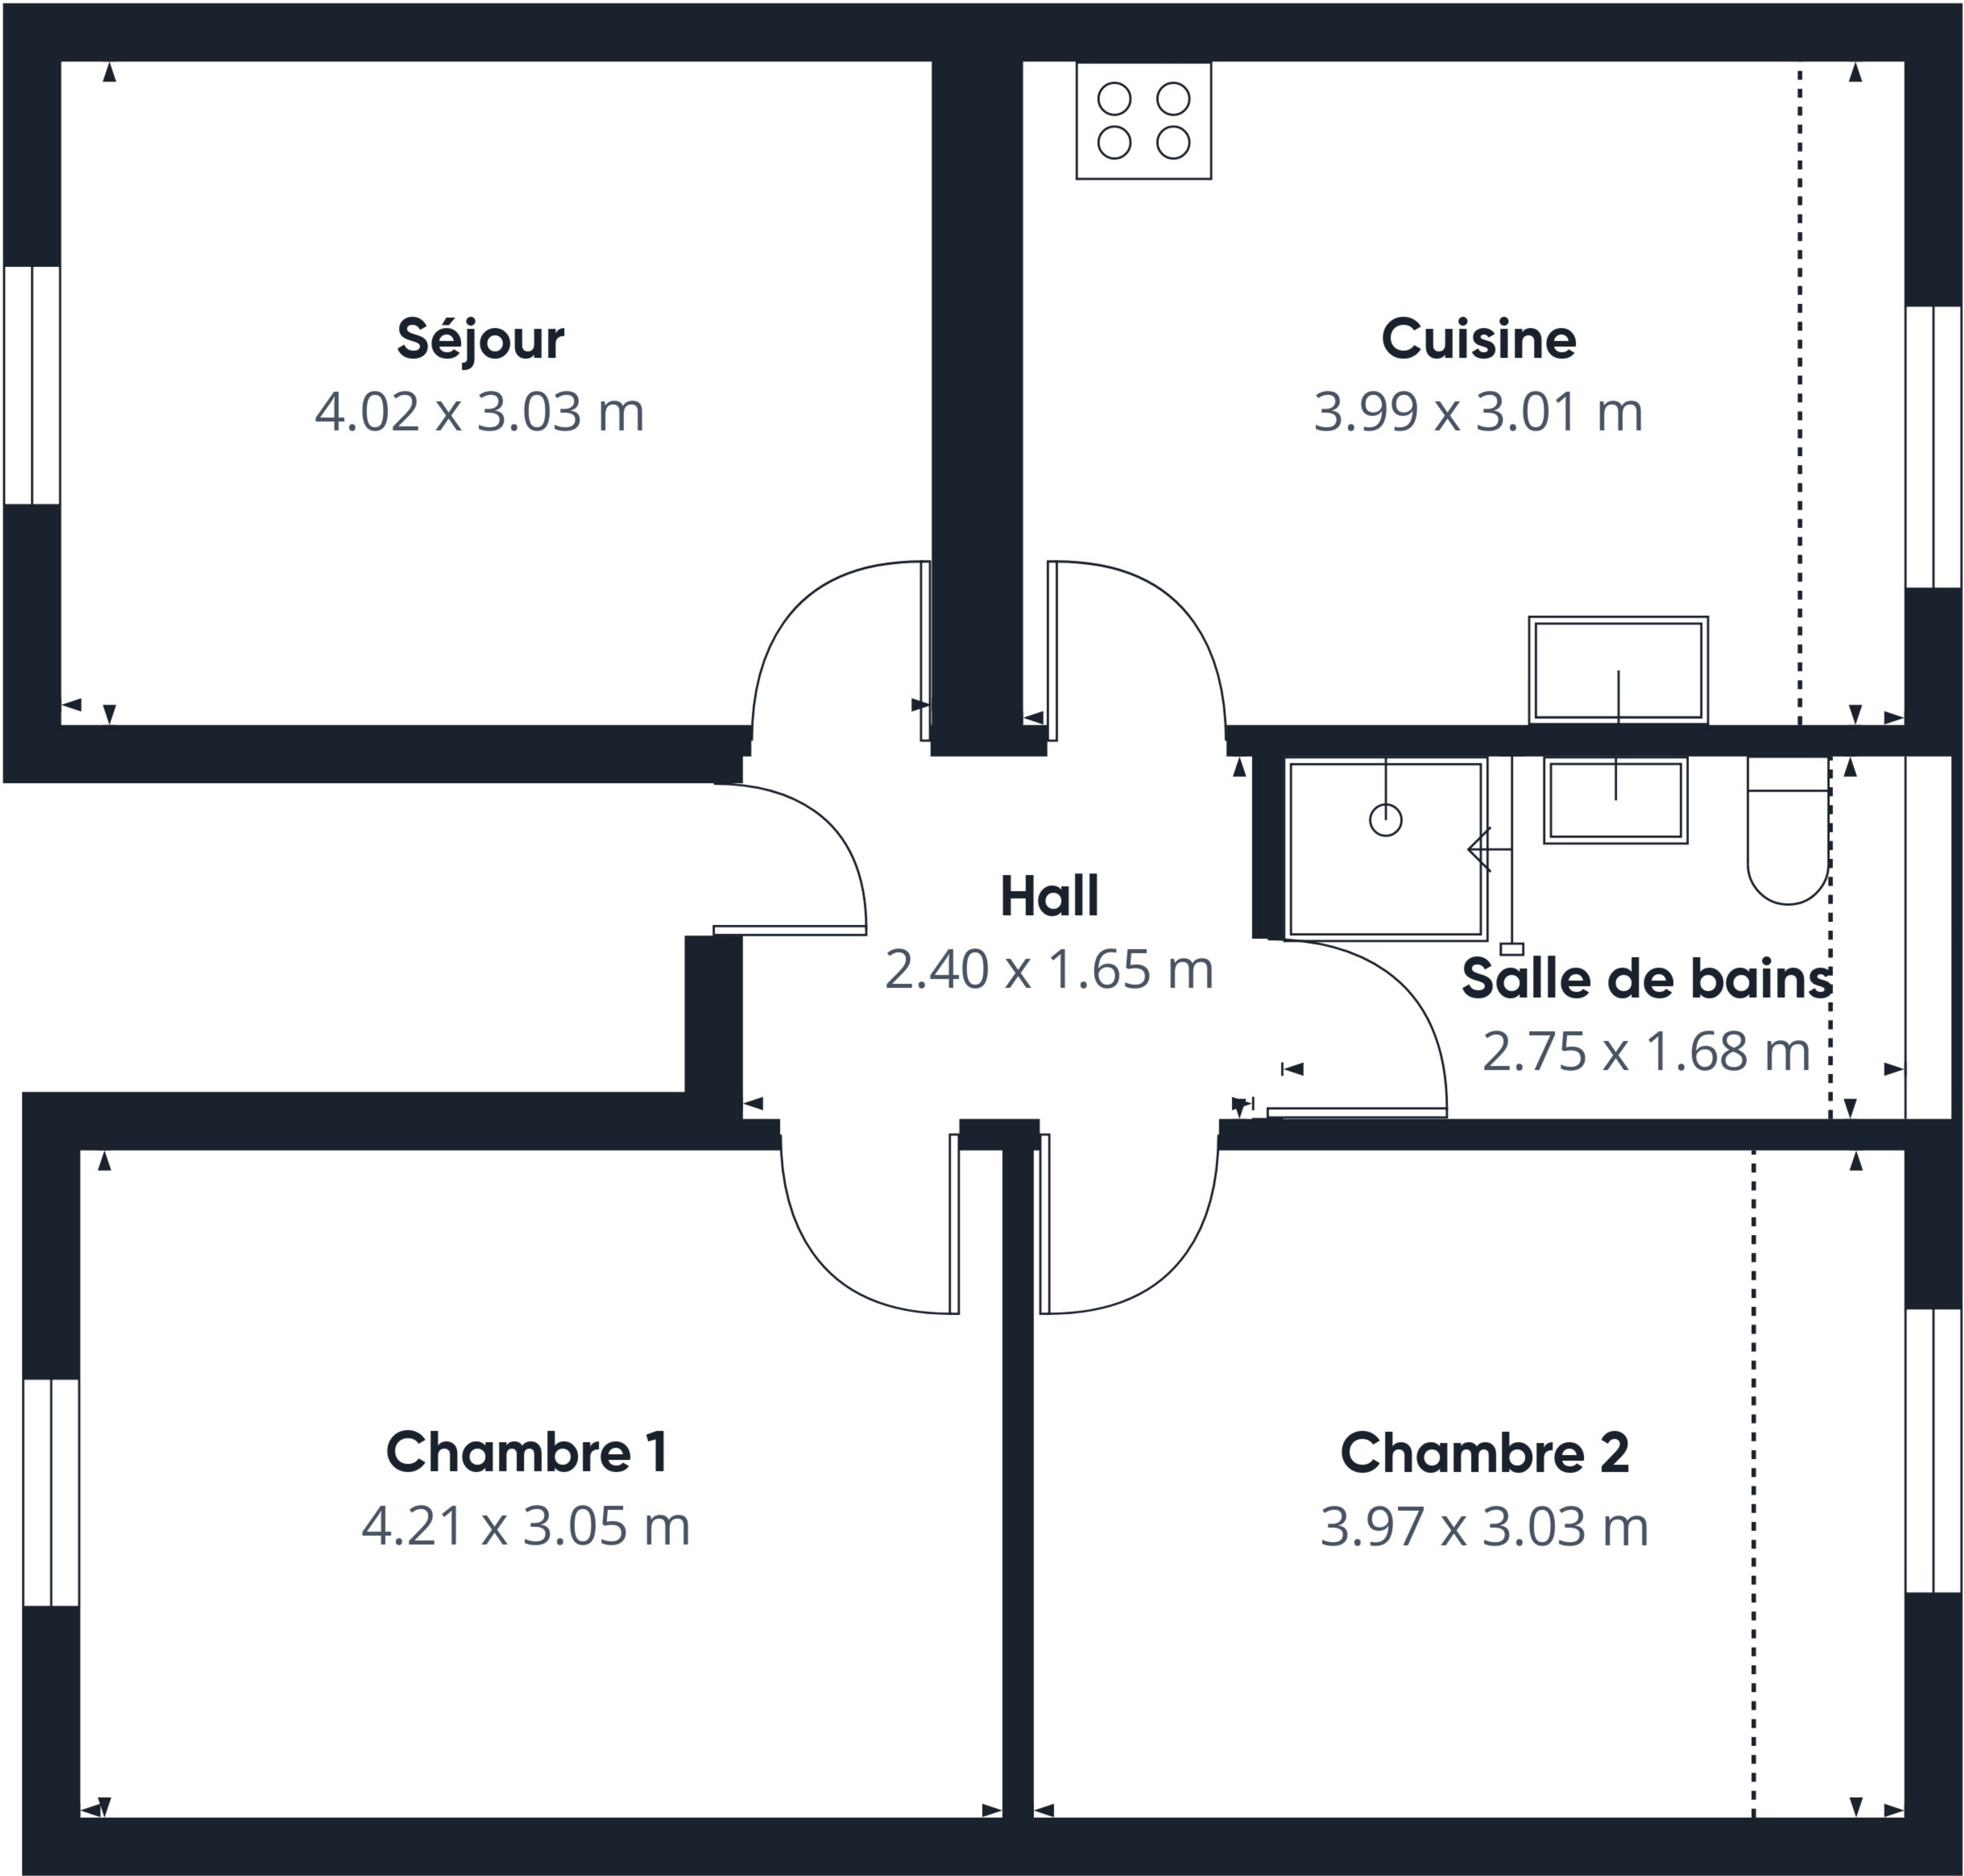 Séjour
4.02 x 3.03 m
Cuisine
3.99 x 3.01 m
Hall
2.40 x 1.65 m
Salle de bains
2.75 x 1.68 m
Chambre 1
4.21 x 3.05 m
Chambre 2
3.97 x 3.03 m